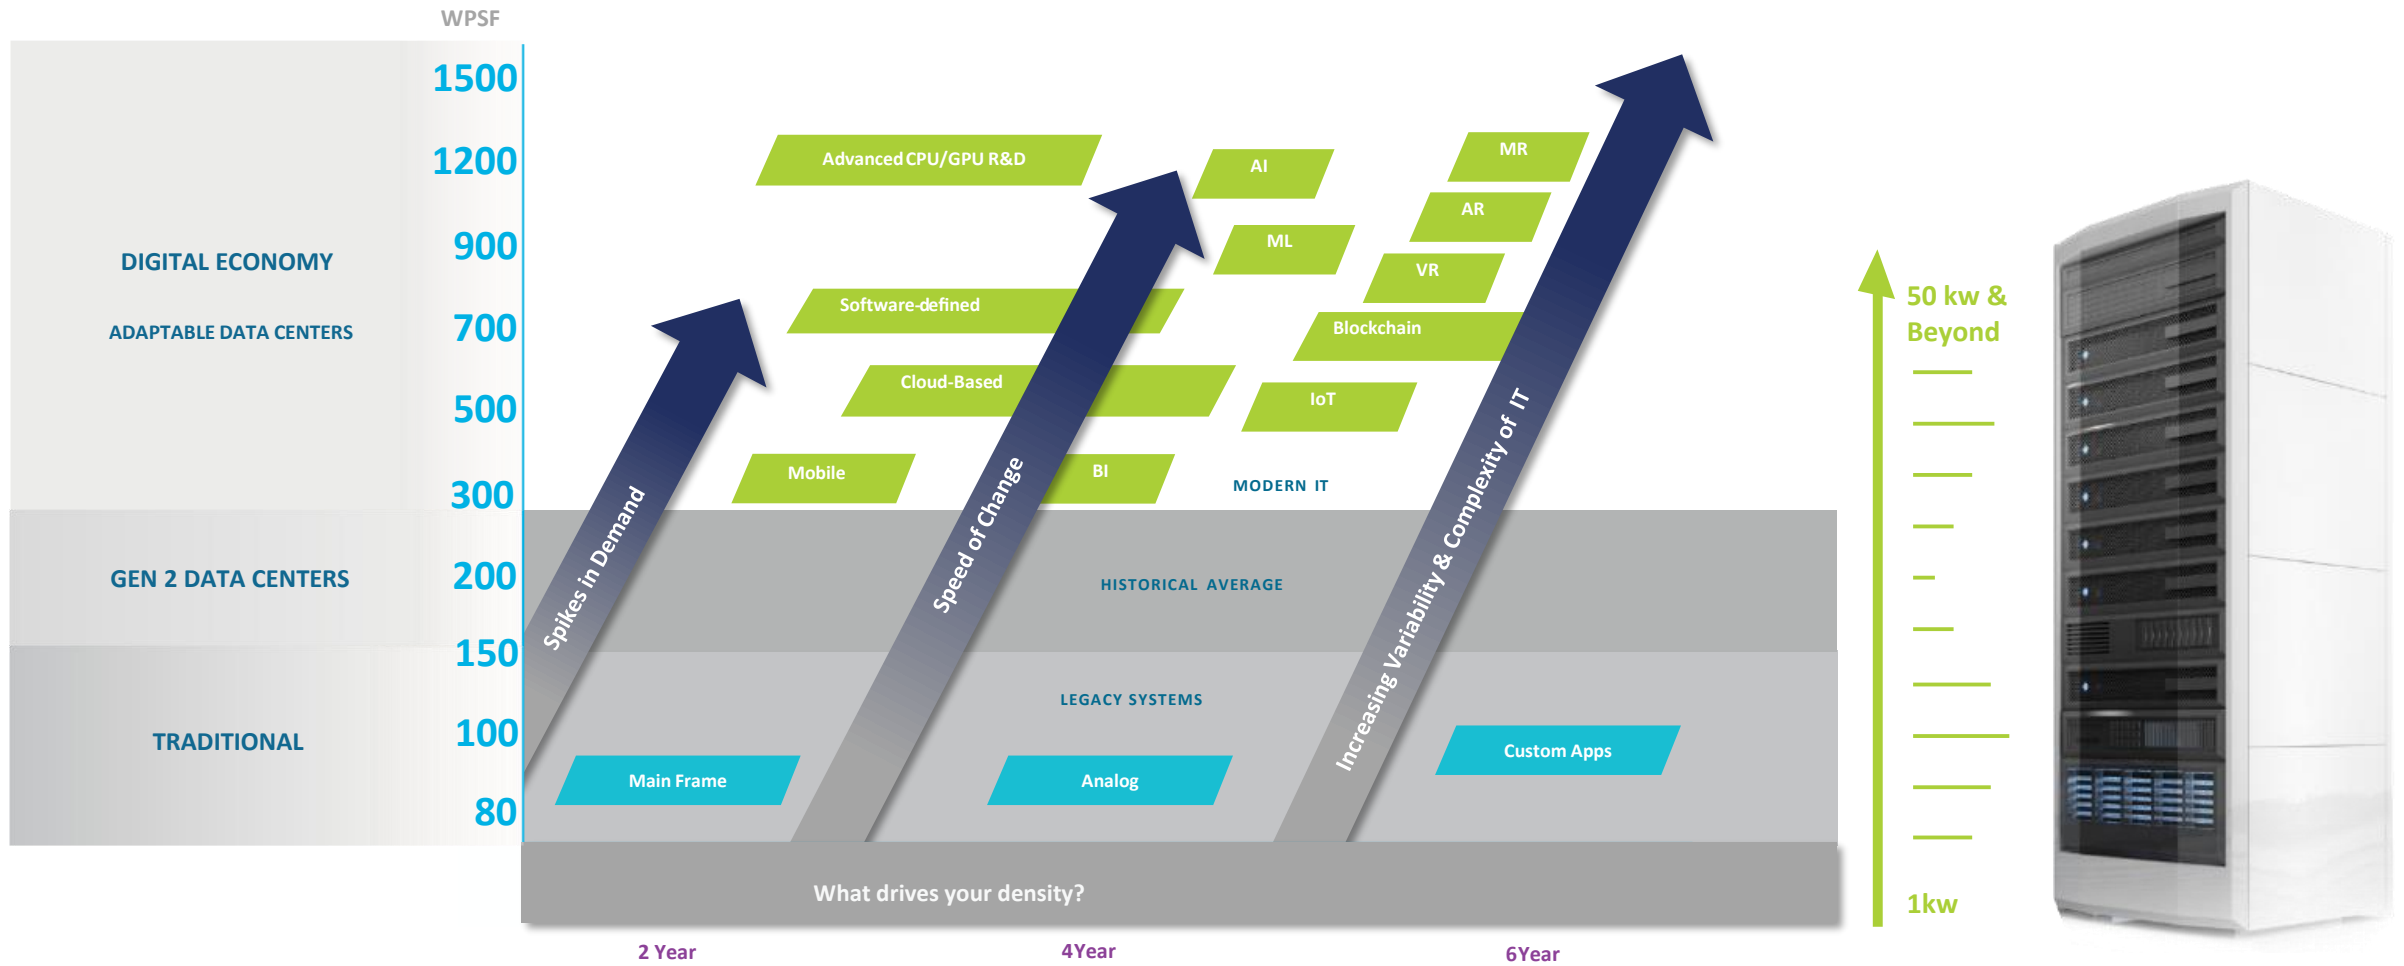 WPSF
1500
1200
900
700
500
300
200
150
100
80
DIGITAL ECONOMY
ADAPTABLE DATA CENTERS
GEN 2 DATA CENTERS
TRADITIONAL
Advanced CPU/GPU R&D
AI
MR
AR
ML
VR
Software-defined
Blockchain
Cloud-Based
IoT
Mobile
BI
MODERN IT
Spikes in Demand
Speed of Change
Increasing Variability & Complexity of IT
HISTORICAL AVERAGE
LEGACY SYSTEMS
Main Frame
Analog
Custom Apps
What drives your density?
2 Year
4Year
6Year
50 kw &
Beyond
1kw